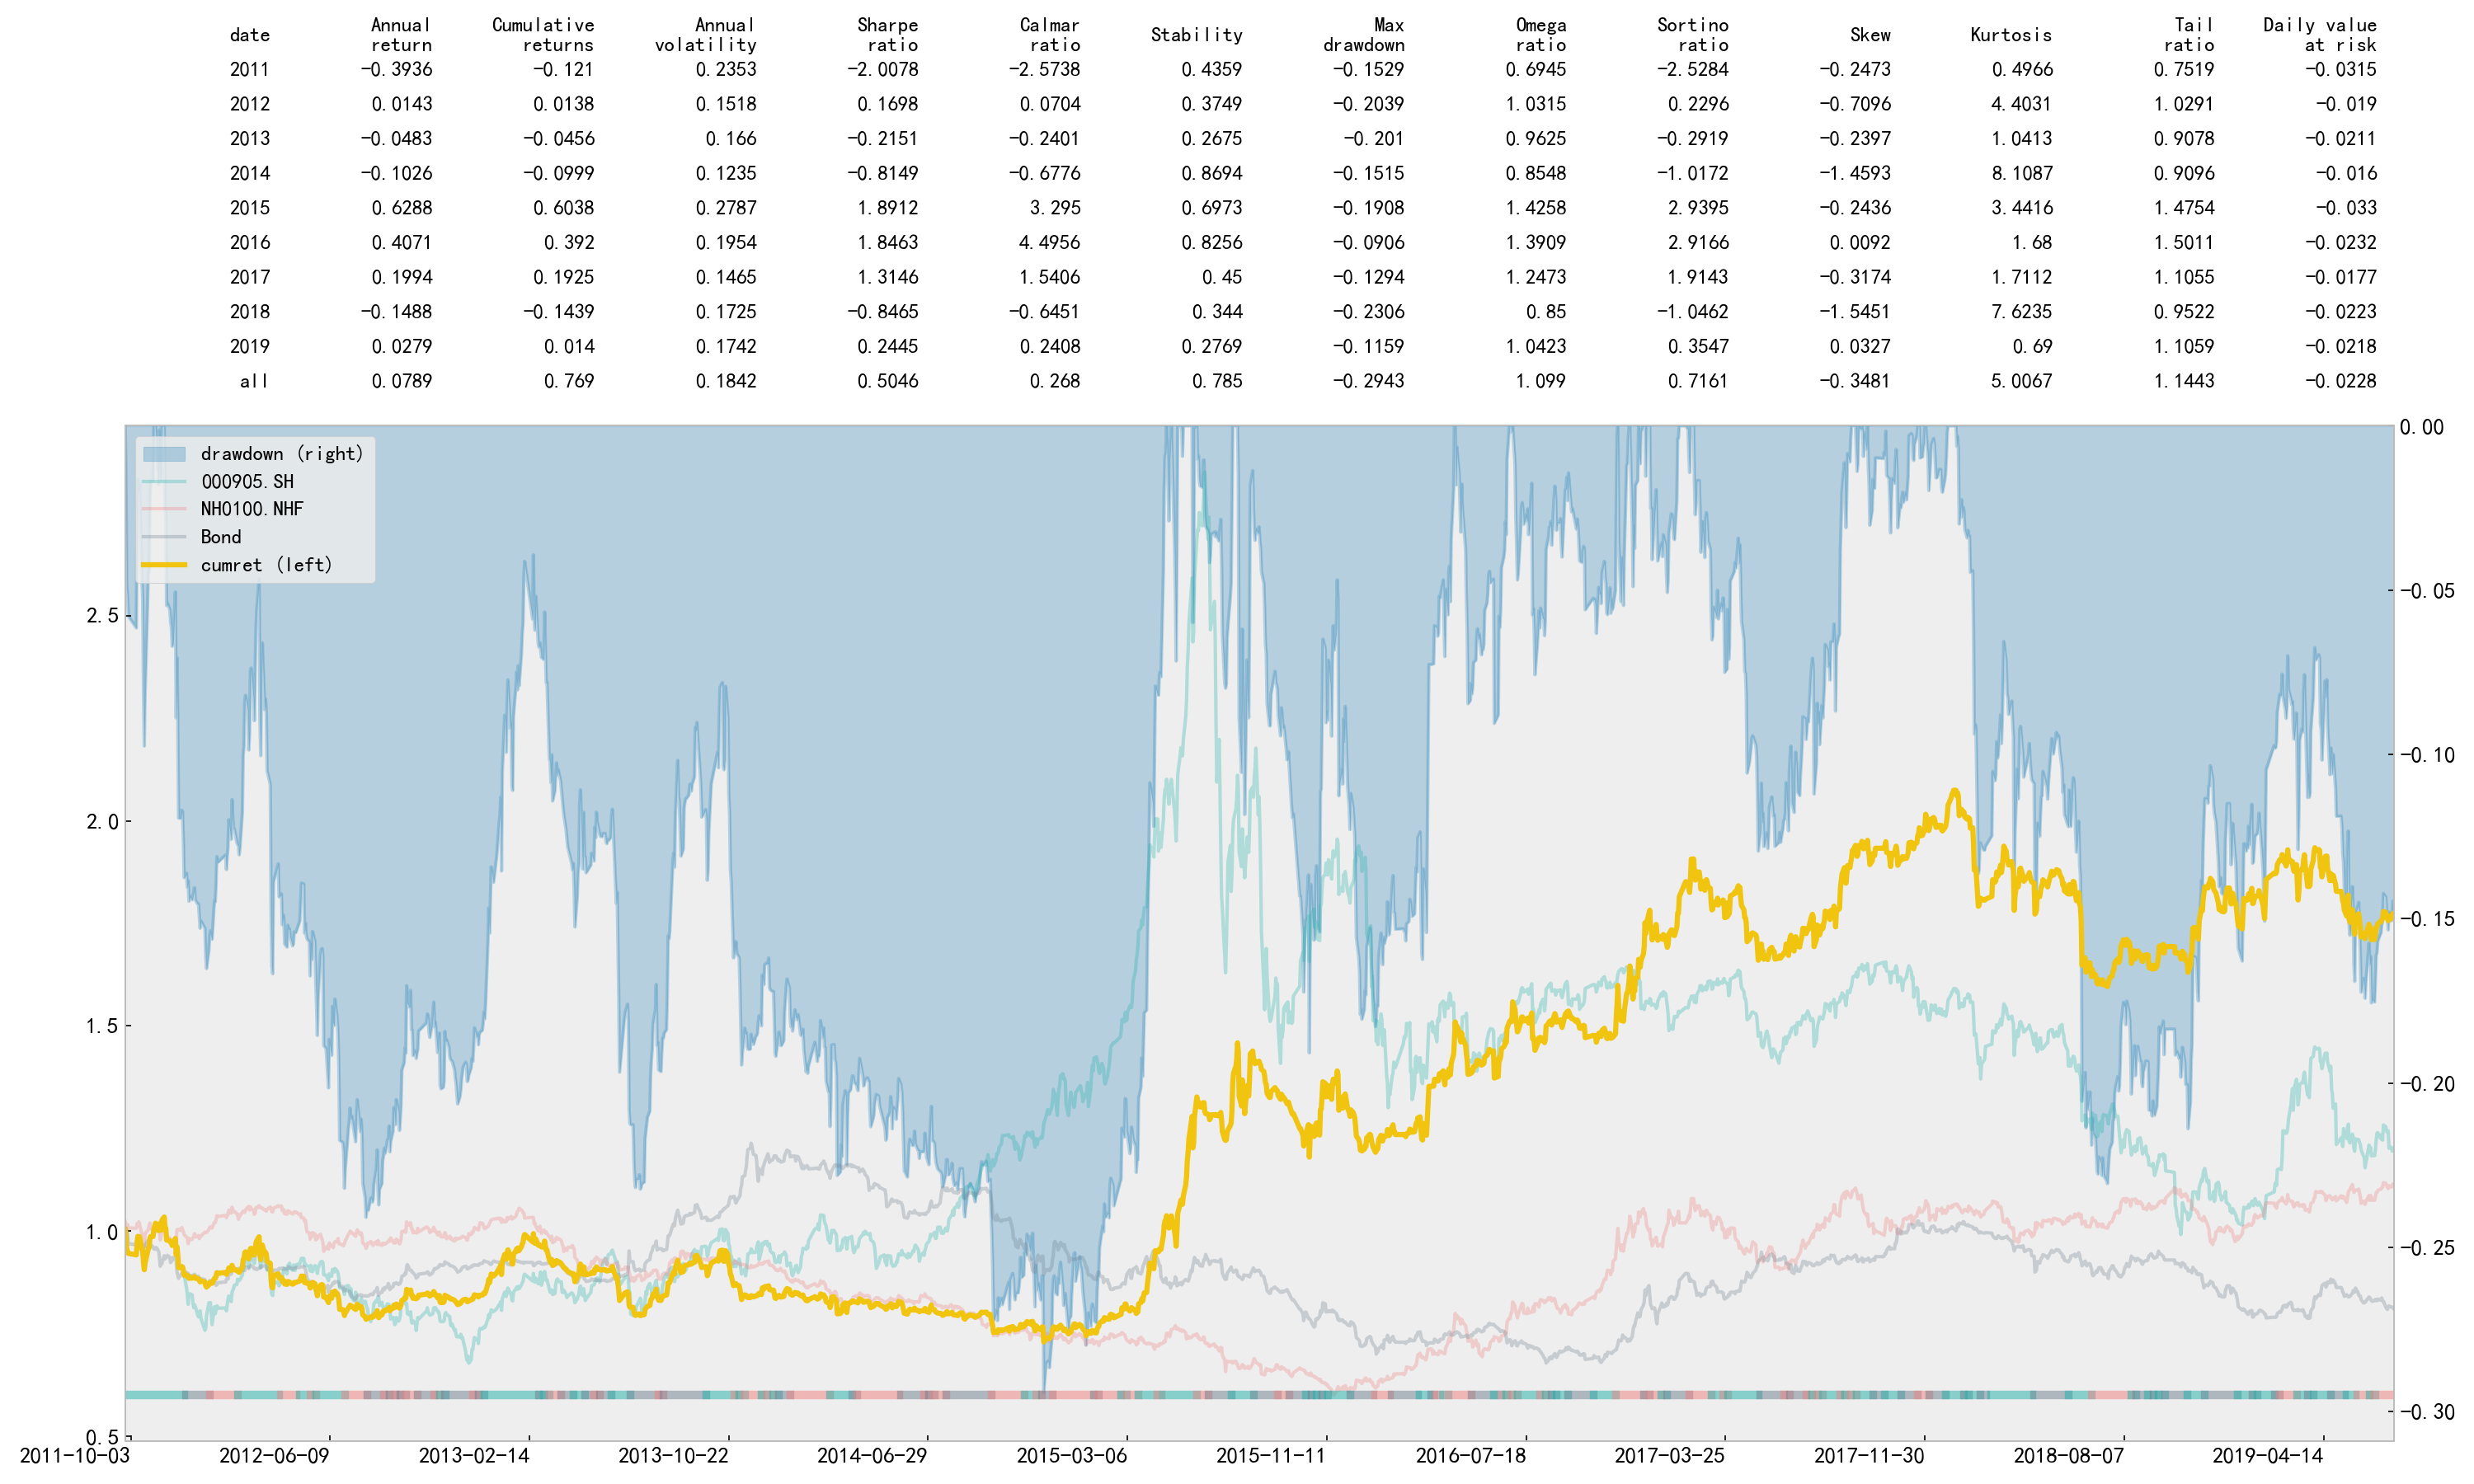 date Annual return Cumulative returns Annual volatility Sharpe ratio Calmar ratio Stability Max drawdown Omega ratio Sortino ratio Skew Kurtosis Tail ratio Daily value at risk
2011 −0.3936 −0.121 0.2353 −2.0078 −2.5738 0.4359 −0.1529 0.6945 −2.5284 −0.2473 0.4966 0.7519 −0.0315
2012 0.0143 0.0138 0.1518 0.1698 0.0704 0.3749 −0.2039 1.0315 0.2296 −0.7096 4.4031 1.0291 −0.019
2013 −0.0483 −0.0456 0.166 −0.2151 −0.2401 0.2675 −0.201 0.9625 −0.2919 −0.2397 1.0413 0.9078 −0.0211
2014 −0.1026 −0.0999 0.1235 −0.8149 −0.6776 0.8694 −0.1515 0.8548 −1.0172 −1.4593 8.1087 0.9096 −0.016
2015 0.6288 0.6038 0.2787 1.8912 3.295 0.6973 −0.1908 1.4258 2.9395 −0.2436 3.4416 1.4754 −0.033
2016 0.4071 0.392 0.1954 1.8463 4.4956 0.8256 −0.0906 1.3909 2.9166 0.0092 1.68 1.5011 −0.0232
2017 0.1994 0.1925 0.1465 1.3146 1.5406 0.45 −0.1294 1.2473 1.9143 −0.3174 1.7112 1.1055 −0.0177
2018 −0.1488 −0.1439 0.1725 −0.8465 −0.6451 0.344 −0.2306 0.85 −1.0462 −1.5451 7.6235 0.9522 −0.0223
2019 0.0279 0.014 0.1742 0.2445 0.2408 0.2769 −0.1159 1.0423 0.3547 0.0327 0.69 1.1059 −0.0218
all 0.0789 0.769 0.1842 0.5046 0.268 0.785 −0.2943 1.099 0.7161 −0.3481 5.0067 1.1443 −0.0228
drawdown (right)
000905.SH
NH0100.NHF
Bond
cumret (left)
2.5
2.0
1.5
1.0
0.5
0.00
−0.05
−0.10
−0.15
−0.20
−0.25
−0.30
2011-10-03 2012-06-09 2013-02-14 2013-10-22 2014-06-29 2015-03-06 2015-11-11 2016-07-18 2017-03-25 2017-11-30 2018-08-07 2019-04-14